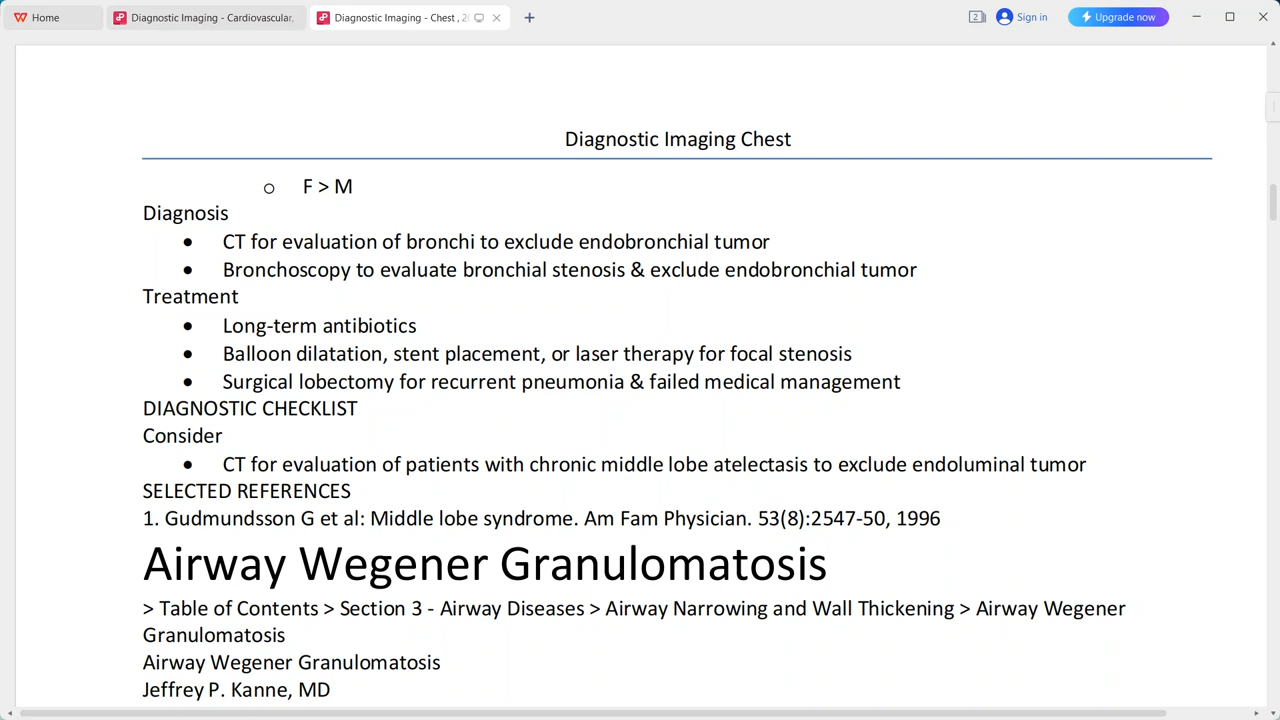 Home
Diagnostic Imaging - Cardiovascular,
Diagnostic Imaging - Chest , 2
2
Sign in
Upgrade now
Diagnostic Imaging Chest
o F > M
Diagnosis
• CT for evaluation of bronchi to exclude endobronchial tumor
• Bronchoscopy to evaluate bronchial stenosis & exclude endobronchial tumor
Treatment
• Long-term antibiotics
• Balloon dilatation, stent placement, or laser therapy for focal stenosis
• Surgical lobectomy for recurrent pneumonia & failed medical management
DIAGNOSTIC CHECKLIST
Consider
• CT for evaluation of patients with chronic middle lobe atelectasis to exclude endoluminal tumor
SELECTED REFERENCES
1. Gudmundsson G et al: Middle lobe syndrome. Am Fam Physician. 53(8):2547-50, 1996
Airway Wegener Granulomatosis
> Table of Contents > Section 3 - Airway Diseases > Airway Narrowing and Wall Thickening > Airway Wegener
Granulomatosis
Airway Wegener Granulomatosis
Jeffrey P. Kanne, MD